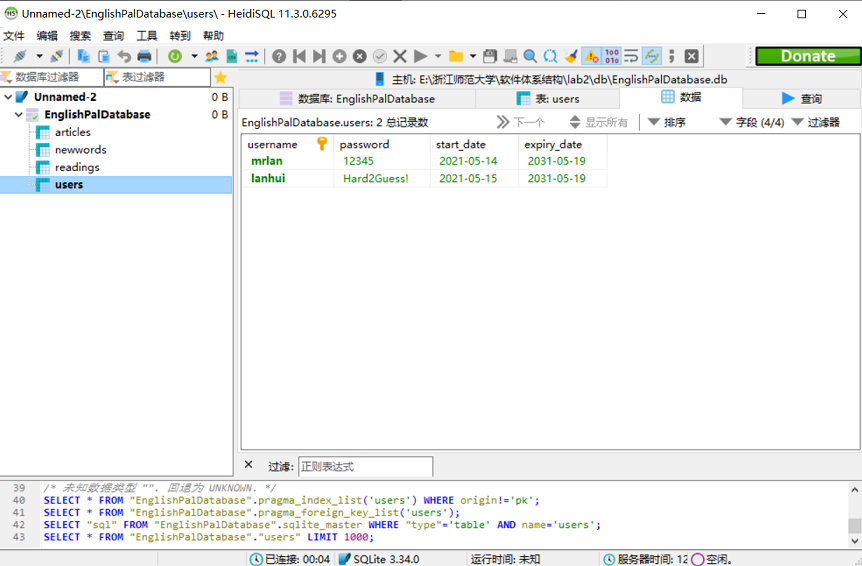 Unnamed-2\EnglishPalDatabase\users\ - HeidiSQL 11.3.0.6295
文件 编辑 搜索 查询 工具 转到 帮助
Donate
数据库过滤器 表过滤器
主机: E:\浙江师范大学\软件体系结构\lab2\db\EnglishPalDatabase.db
Unnamed-2 0 B
EnglishPalDatabase 0 B
articles
newwords
readings
users
数据库: EnglishPalDatabase 表: users 数据 查询
EnglishPalDatabase.users: 2 总记录数 下一个 显示所有 排序 字段 (4/4) 过滤器
username password start_date expiry_date
mrlan 12345 2021-05-14 2031-05-19
lanhui Hard2Guess! 2021-05-15 2031-05-19
过滤: 正则表达式
39 /* 未知数据类型 "". 回退为 UNKNOWN. */
40 SELECT * FROM "EnglishPalDatabase".pragma_index_list('users') WHERE origin!='pk';
41 SELECT * FROM "EnglishPalDatabase".pragma_foreign_key_list('users');
42 SELECT "sql" FROM "EnglishPalDatabase".sqlite_master WHERE "type"='table' AND name='users';
43 SELECT * FROM "EnglishPalDatabase"."users" LIMIT 1000;
已连接: 00:04 SQLite 3.34.0 运行时间: 未知 服务器时间: 12 空闲。